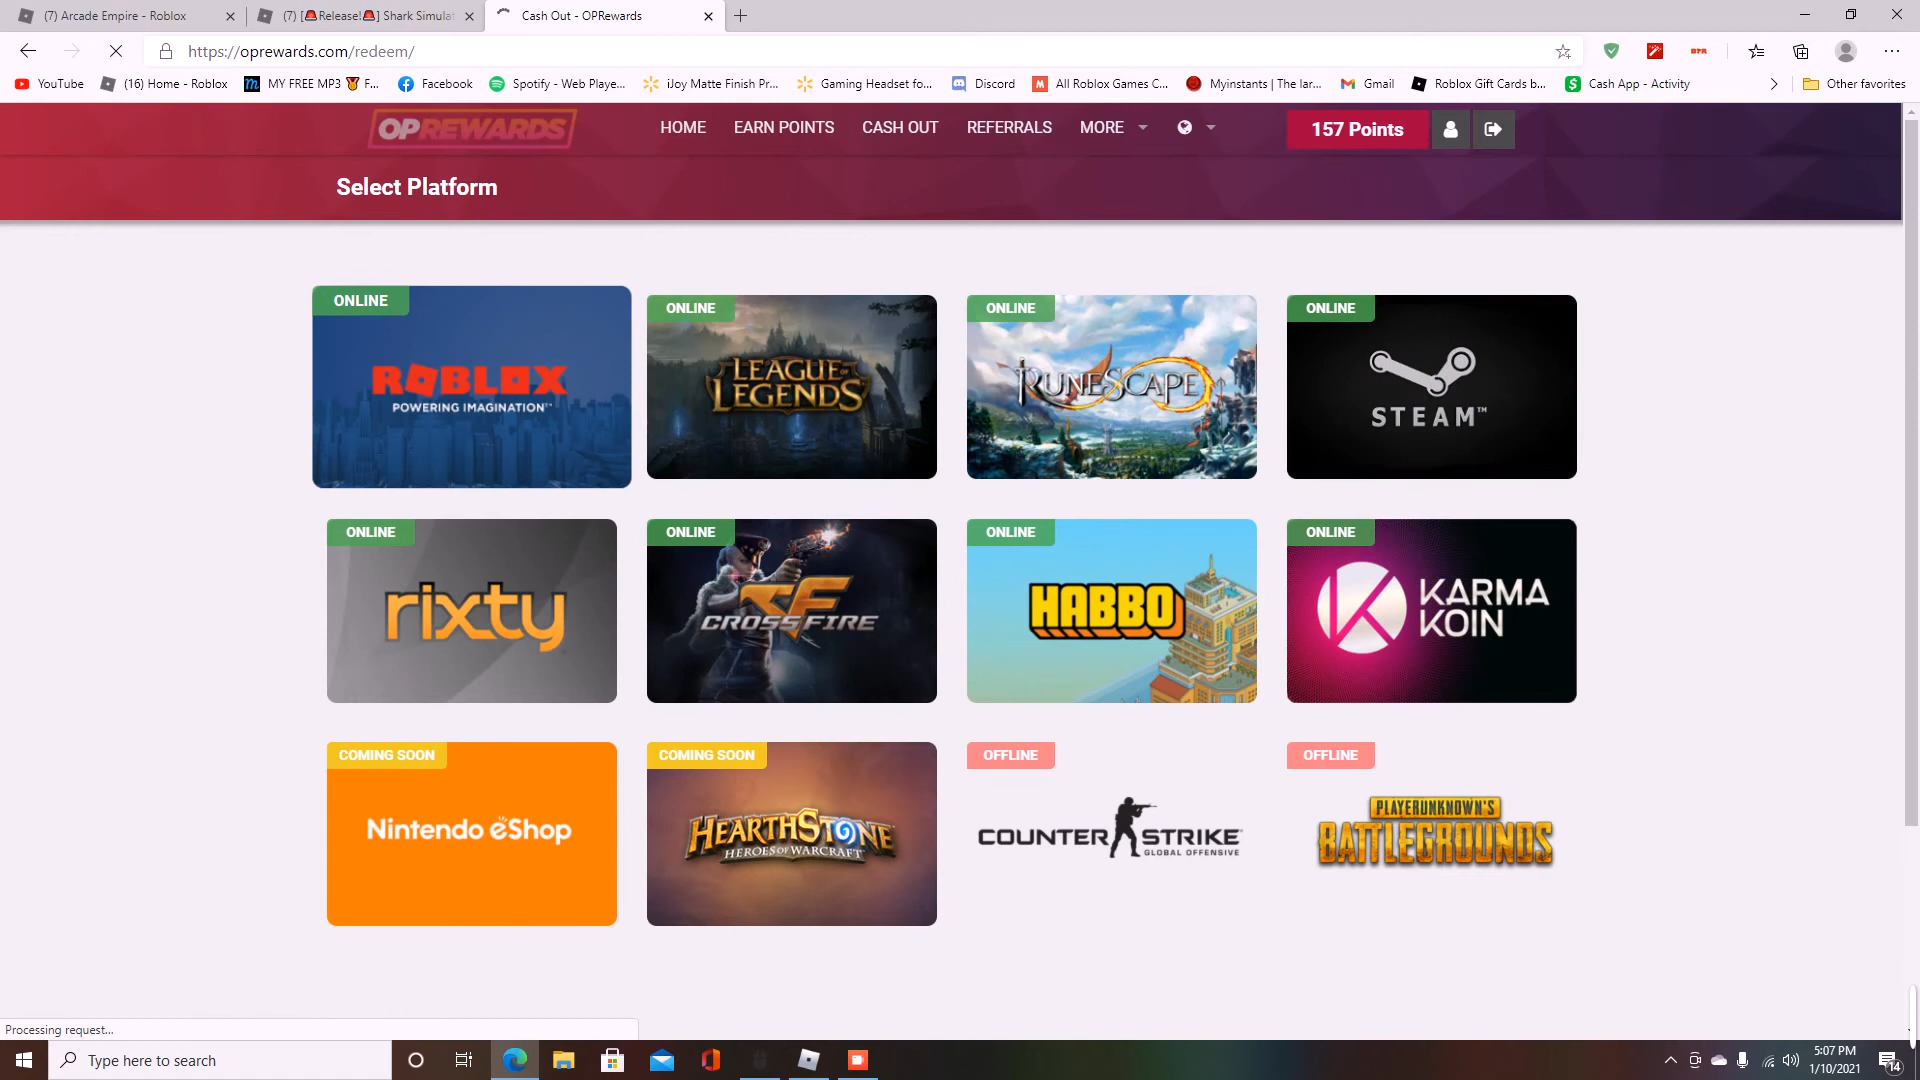 (7) Arcade Empire - Roblox
(7) [🚨Release!🚨] Shark Simulat
Cash Out - OPRewards
https://oprewards.com/redeem/
YouTube
(16) Home - Roblox
MY FREE MP3 🏅 F...
Facebook
Spotify - Web Playe...
iJoy Matte Finish Pr...
Gaming Headset fo...
Discord
All Roblox Games C...
Myinstants | The lar...
Gmail
Roblox Gift Cards b...
Cash App - Activity
Other favorites
OPREWARDS
HOME
EARN POINTS
CASH OUT
REFERRALS
MORE
157 Points
Select Platform
ONLINE
ROBLOX
POWERING IMAGINATION™
ONLINE
LEAGUE OF
LEGENDS
ONLINE
RUNESCAPE
ONLINE
STEAM™
ONLINE
rixty
ONLINE
CF
CROSSFIRE
ONLINE
HABBO
ONLINE
KARMA
KOIN
COMING SOON
Nintendo eShop
COMING SOON
HEARTHSTONE
HEROES OF WARCRAFT
OFFLINE
COUNTER STRIKE
GLOBAL OFFENSIVE
OFFLINE
PLAYERUNKNOWN'S
BATTLEGROUNDS
Processing request...
Type here to search
5:07 PM
1/10/2021
14